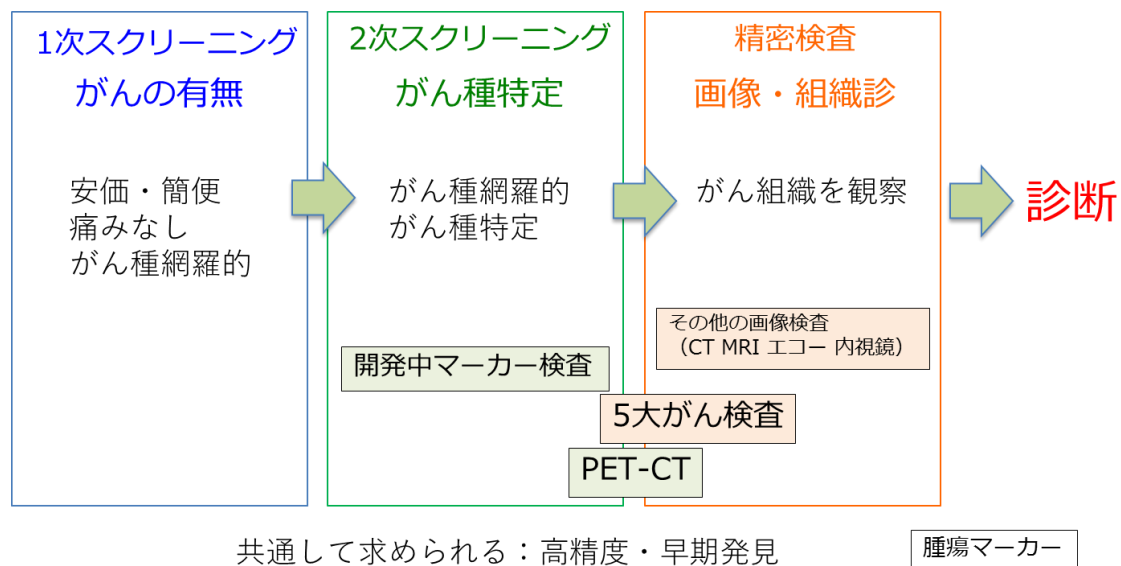 1次スクリーニング
がんの有無
安価・簡便
痛みなし
がん種網羅的
2次スクリーニング
がん種特定
がん種網羅的
がん種特定
開発中マーカー検査
精密検査
画像・組織診
がん組織を観察
その他の画像検査
（CT MRI エコー 内視鏡）
5大がん検査
PET-CT
診断
共通して求められる：高精度・早期発見
腫瘍マーカー